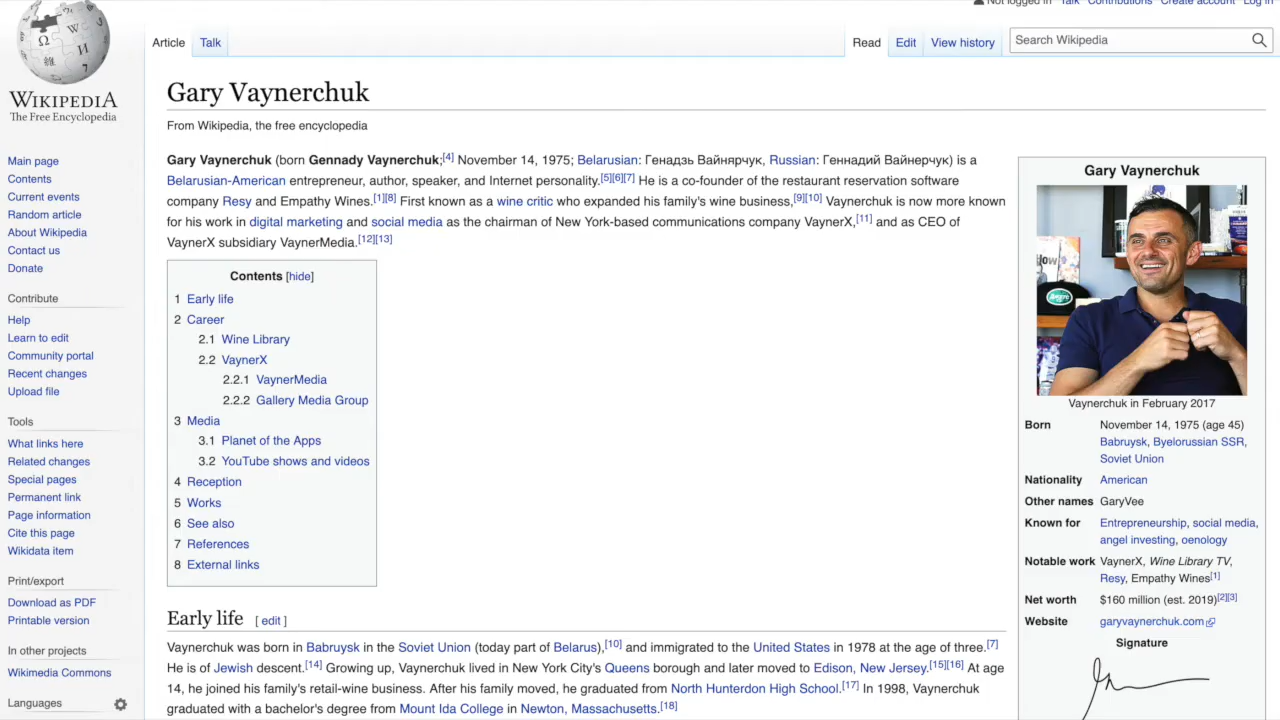 Not logged in Talk Contributions Create account Log in
WIKIPEDIA
The Free Encyclopedia
Article Talk
Read Edit View history
Search Wikipedia
Main page
Contents
Current events
Random article
About Wikipedia
Contact us
Donate
Contribute
Help
Learn to edit
Community portal
Recent changes
Upload file
Tools
What links here
Related changes
Special pages
Permanent link
Page information
Cite this page
Wikidata item
Print/export
Download as PDF
Printable version
In other projects
Wikimedia Commons
Languages
Gary Vaynerchuk
From Wikipedia, the free encyclopedia
Gary Vaynerchuk (born Gennady Vaynerchuk;[4] November 14, 1975; Belarusian: Генадзь Вайнярчук, Russian: Геннадий Вайнерчук) is a
Belarusian-American entrepreneur, author, speaker, and Internet personality.[5][6][7] He is a co-founder of the restaurant reservation software
company Resy and Empathy Wines.[1][8] First known as a wine critic who expanded his family's wine business,[9][10] Vaynerchuk is now more known
for his work in digital marketing and social media as the chairman of New York-based communications company VaynerX,[11] and as CEO of
VaynerX subsidiary VaynerMedia.[12][13]
Contents [hide]
1 Early life
2 Career
2.1 Wine Library
2.2 VaynerX
2.2.1 VaynerMedia
2.2.2 Gallery Media Group
3 Media
3.1 Planet of the Apps
3.2 YouTube shows and videos
4 Reception
5 Works
6 See also
7 References
8 External links
Early life [ edit ]
Vaynerchuk was born in Babruysk in the Soviet Union (today part of Belarus),[10] and immigrated to the United States in 1978 at the age of three.[7]
He is of Jewish descent.[14] Growing up, Vaynerchuk lived in New York City's Queens borough and later moved to Edison, New Jersey.[15][16] At age
14, he joined his family's retail-wine business. After his family moved, he graduated from North Hunterdon High School.[17] In 1998, Vaynerchuk
graduated with a bachelor's degree from Mount Ida College in Newton, Massachusetts.[18]
Gary Vaynerchuk
Vaynerchuk in February 2017
Born November 14, 1975 (age 45)
Babruysk, Byelorussian SSR,
Soviet Union
Nationality American
Other names GaryVee
Known for Entrepreneurship, social media,
angel investing, oenology
Notable work VaynerX, Wine Library TV,
Resy, Empathy Wines[1]
Net worth $160 million (est. 2019)[2][3]
Website garyvaynerchuk.com
Signature